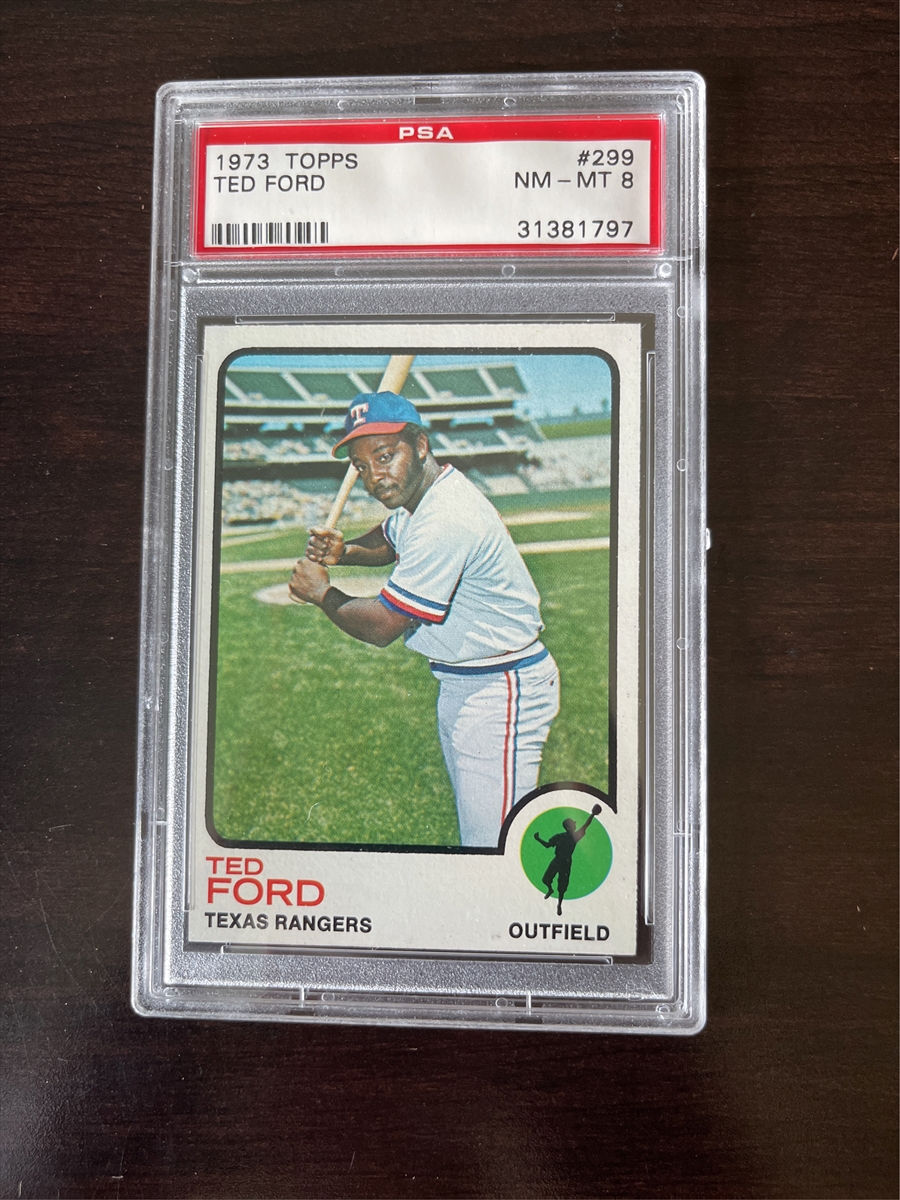 PSA
1973 TOPPS #299
TED FORD NM - MT 8
31381797
T
TED
FORD
TEXAS RANGERS OUTFIELD